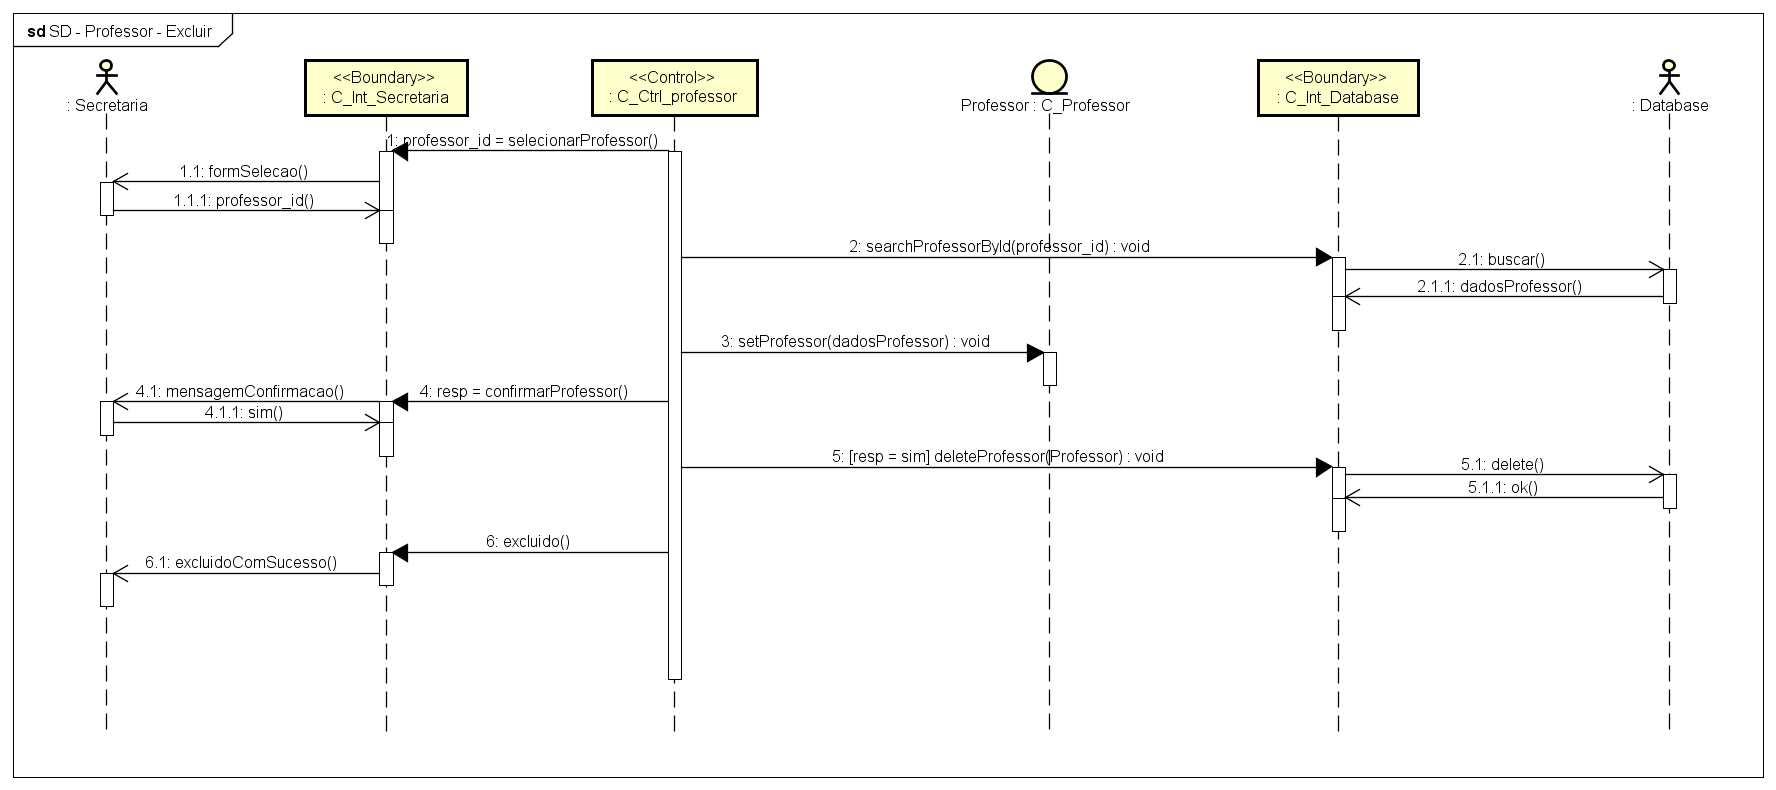 sd SD - Professor - Excluir
: Secretaria
<<Boundary>>
: C_Int_Secretaria
<<Control>>
: C_Ctrl_professor
Professor : C_Professor
<<Boundary>>
: C_Int_Database
: Database
1: professor_id = selecionarProfessor()
1.1: formSelecao()
1.1.1: professor_id()
2: searchProfessorById(professor_id) : void
2.1: buscar()
2.1.1: dadosProfessor()
3: setProfessor(dadosProfessor) : void
4: resp = confirmarProfessor()
4.1: mensagemConfirmacao()
4.1.1: sim()
5: [resp = sim] deleteProfessor(Professor) : void
5.1: delete()
5.1.1: ok()
6: excluido()
6.1: excluidoComSucesso()